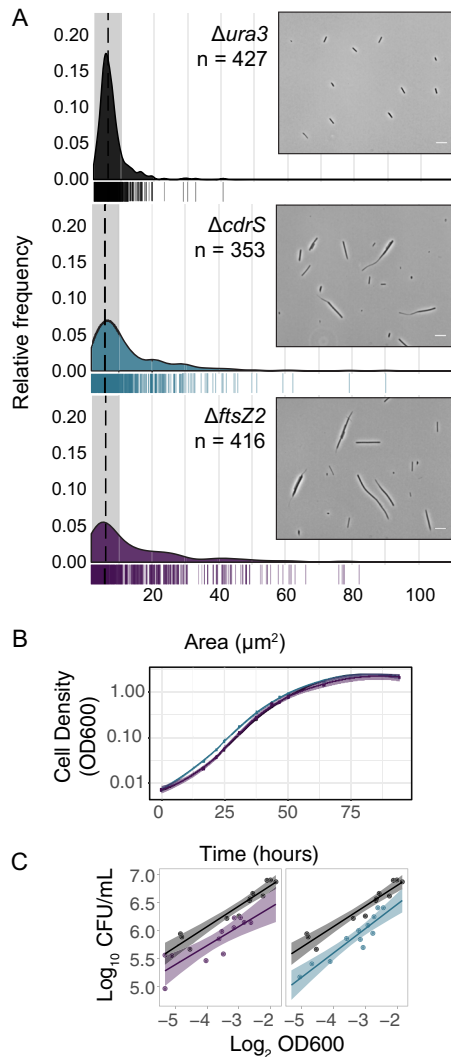 A
Relative frequency
0.20
0.15
0.10
0.05
0.00
Δura3
n = 427
0.20
0.15
0.10
0.05
0.00
ΔcdrS
n = 353
0.20
0.15
0.10
0.05
0.00
ΔftsZ2
n = 416
20 40 60 80 100
Area (μm²)
B
Cell Density
(OD600)
1.00
0.10
0.01
0 25 50 75
Time (hours)
C
Log₁₀ CFU/mL
7.0
6.5
6.0
5.5
5.0
−5 −4 −3 −2 −5 −4 −3 −2
Log₂ OD600